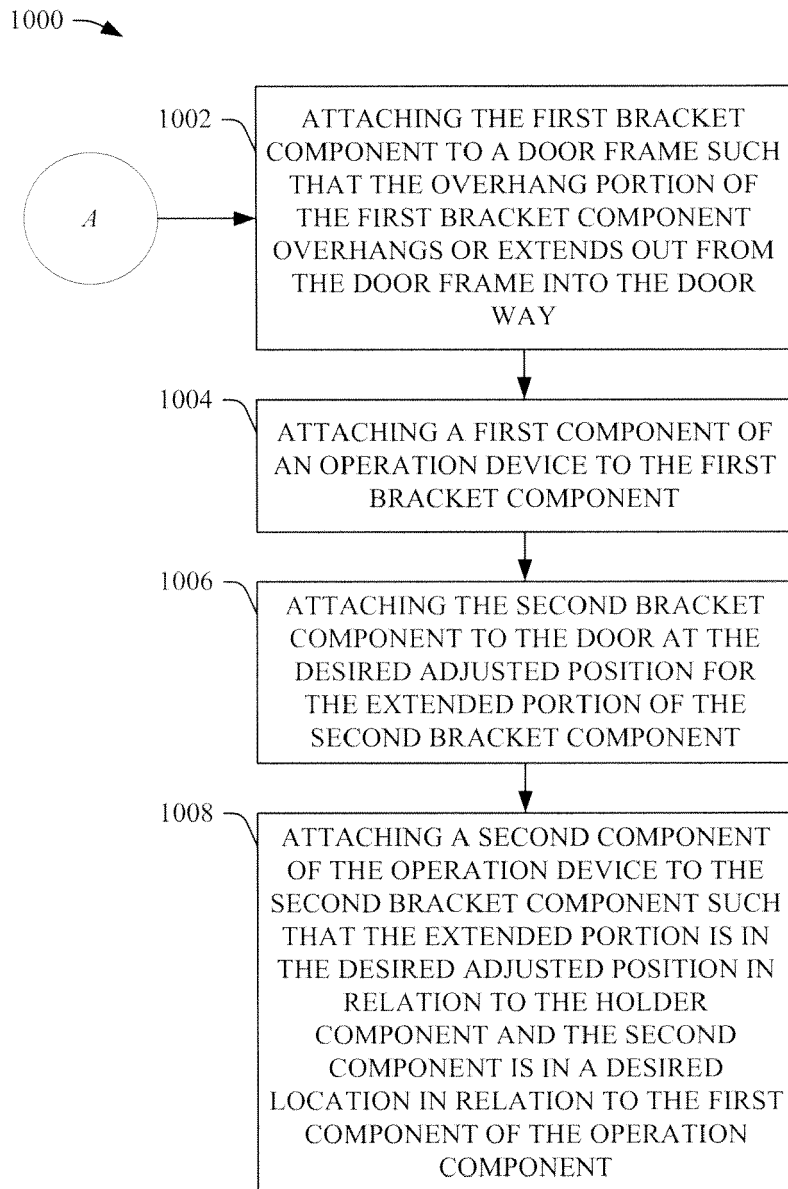 1000
1002
ATTACHING THE FIRST BRACKET
COMPONENT TO A DOOR FRAME SUCH
THAT THE OVERHANG PORTION OF
THE FIRST BRACKET COMPONENT
OVERHANGS OR EXTENDS OUT FROM
THE DOOR FRAME INTO THE DOOR
WAY
A
1004
ATTACHING A FIRST COMPONENT OF
AN OPERATION DEVICE TO THE FIRST
BRACKET COMPONENT
1006
ATTACHING THE SECOND BRACKET
COMPONENT TO THE DOOR AT THE
DESIRED ADJUSTED POSITION FOR
THE EXTENDED PORTION OF THE
SECOND BRACKET COMPONENT
1008
ATTACHING A SECOND COMPONENT
OF THE OPERATION DEVICE TO THE
SECOND BRACKET COMPONENT SUCH
THAT THE EXTENDED PORTION IS IN
THE DESIRED ADJUSTED POSITION IN
RELATION TO THE HOLDER
COMPONENT AND THE SECOND
COMPONENT IS IN A DESIRED
LOCATION IN RELATION TO THE FIRST
COMPONENT OF THE OPERATION
COMPONENT